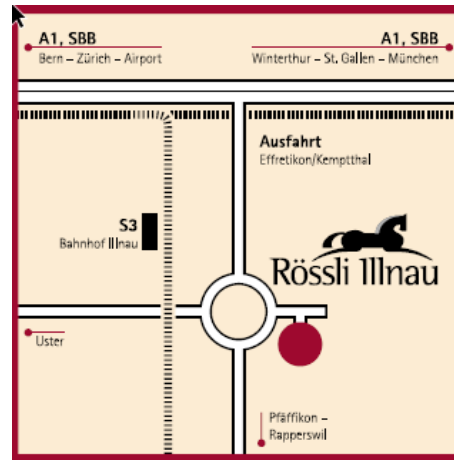 A1, SBB
Bern – Zürich – Airport
A1, SBB
Winterthur – St. Gallen – München
Ausfahrt
Effretikon/Kemptthal
S3
Bahnhof Illnau
Rössli Illnau
Uster
Pfäffikon –
Rapperswil